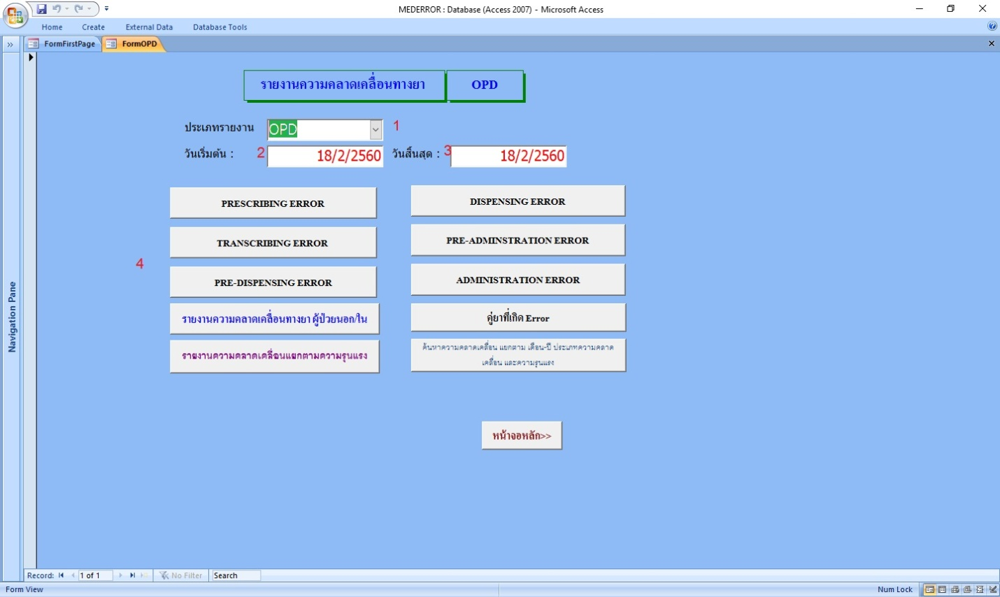 MEDERROR : Database (Access 2007) - Microsoft Access
Home Create External Data Database Tools
FormFirstPage FormOPD
รายงานความคลาดเคลื่อนทางยา OPD
ประเภทรายงาน OPD 1
วันเริ่มต้น : 2 18/2/2560 วันสิ้นสุด : 3 18/2/2560
PRESCRIBING ERROR DISPENSING ERROR
TRANSCRIBING ERROR PRE-ADMINSTRATION ERROR
4
PRE-DISPENSING ERROR ADMINISTRATION ERROR
รายงานความคลาดเคลื่อนทางยา ผู้ป่วยนอก/ใน คู่ยาที่เกิด Error
รายงานความคลาดเคลื่อนแยกตามความรุนแรง
ค้นหาความคลาดเคลื่อน แยกตาม เดือน-ปี ประเภทความคลาด
เคลื่อน และความรุนแรง
หน้าจอหลัก>>
Navigation Pane
Record: 1 of 1 No Filter Search
Form View Num Lock